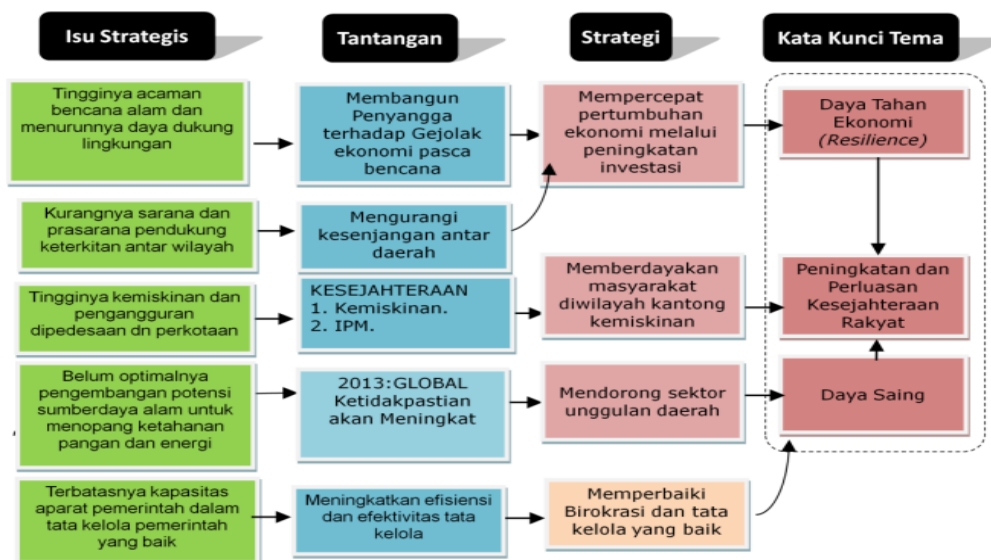 Isu Strategis
Tantangan
Strategi
Kata Kunci Tema
Tingginya acaman
bencana alam dan
menurunnya daya dukung
lingkungan
Membangun
Penyangga
terhadap Gejolak
ekonomi pasca
bencana
Mempercepat
pertumbuhan
ekonomi melalui
peningkatan
investasi
Daya Tahan
Ekonomi
(Resilience)
Kurangnya sarana dan
prasarana pendukung
keterkitan antar wilayah
Mengurangi
kesenjangan antar
daerah
Tingginya kemiskinan dan
pengangguran
dipedesaan dn perkotaan
KESEJAHTERAAN
1. Kemiskinan.
2. IPM.
Memberdayakan
masyarakat
diwilayah kantong
kemiskinan
Peningkatan dan
Perluasan
Kesejahteraan
Rakyat
Belum optimalnya
pengembangan potensi
sumberdaya alam untuk
menopang ketahanan
pangan dan energi
2013:GLOBAL
Ketidakpastian
akan Meningkat
Mendorong sektor
unggulan daerah
Daya Saing
Terbatasnya kapasitas
aparat pemerintah dalam
tata kelola pemerintah
yang baik
Meningkatkan efisiensi
dan efektivitas tata
kelola
Memperbaiki
Birokrasi dan tata
kelola yang baik